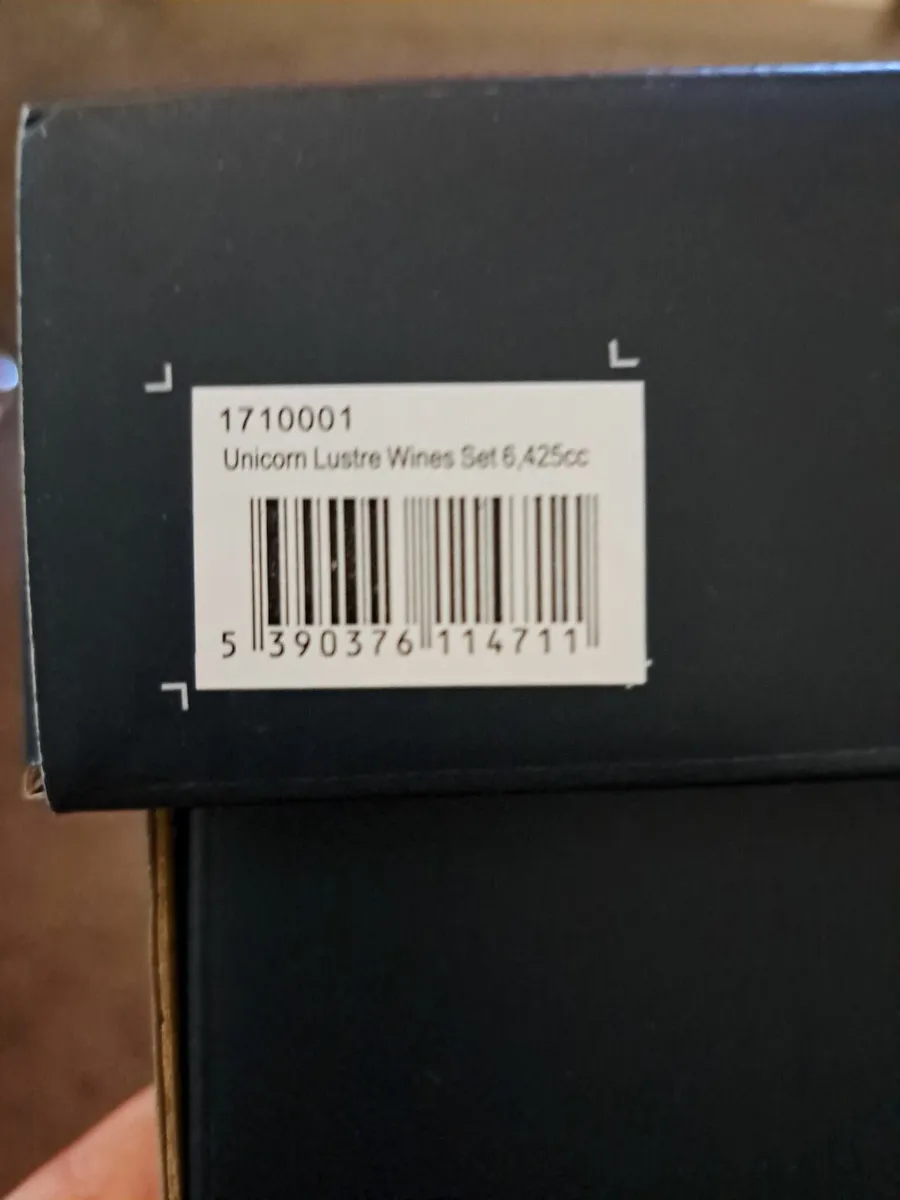 1710001
Unicorn Lustre Wines Set 6,425cc
5 390376 114711